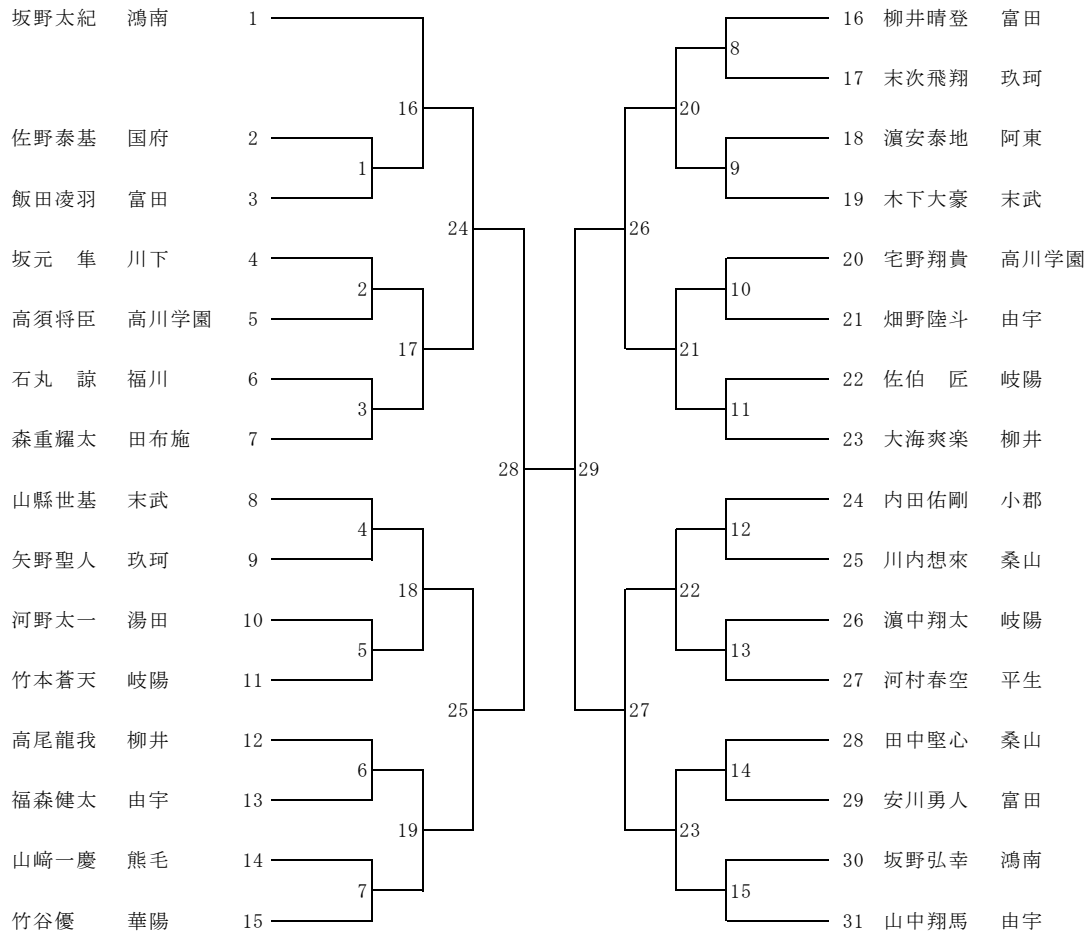 坂野太紀 鴻南 1
佐野泰基 国府 2
飯田凌羽 富田 3
坂元 隼 川下 4
高須将臣 高川学園 5
石丸 諒 福川 6
森重耀太 田布施 7
山縣世基 末武 8
矢野聖人 玖珂 9
河野太一 湯田 10
竹本蒼天 岐陽 11
高尾龍我 柳井 12
福森健太 由宇 13
山﨑一慶 熊毛 14
竹谷優 華陽 15
1
2
3
4
5
6
7
16
17
18
19
24
25
28
29
26
27
20
21
22
23
8
9
10
11
12
13
14
15
16 柳井晴登 富田
17 末次飛翔 玖珂
18 濵安泰地 阿東
19 木下大豪 末武
20 宅野翔貴 高川学園
21 畑野陸斗 由宇
22 佐伯 匠 岐陽
23 大海爽楽 柳井
24 内田佑剛 小郡
25 川内想來 桑山
26 濵中翔太 岐陽
27 河村春空 平生
28 田中堅心 桑山
29 安川勇人 富田
30 坂野弘幸 鴻南
31 山中翔馬 由宇